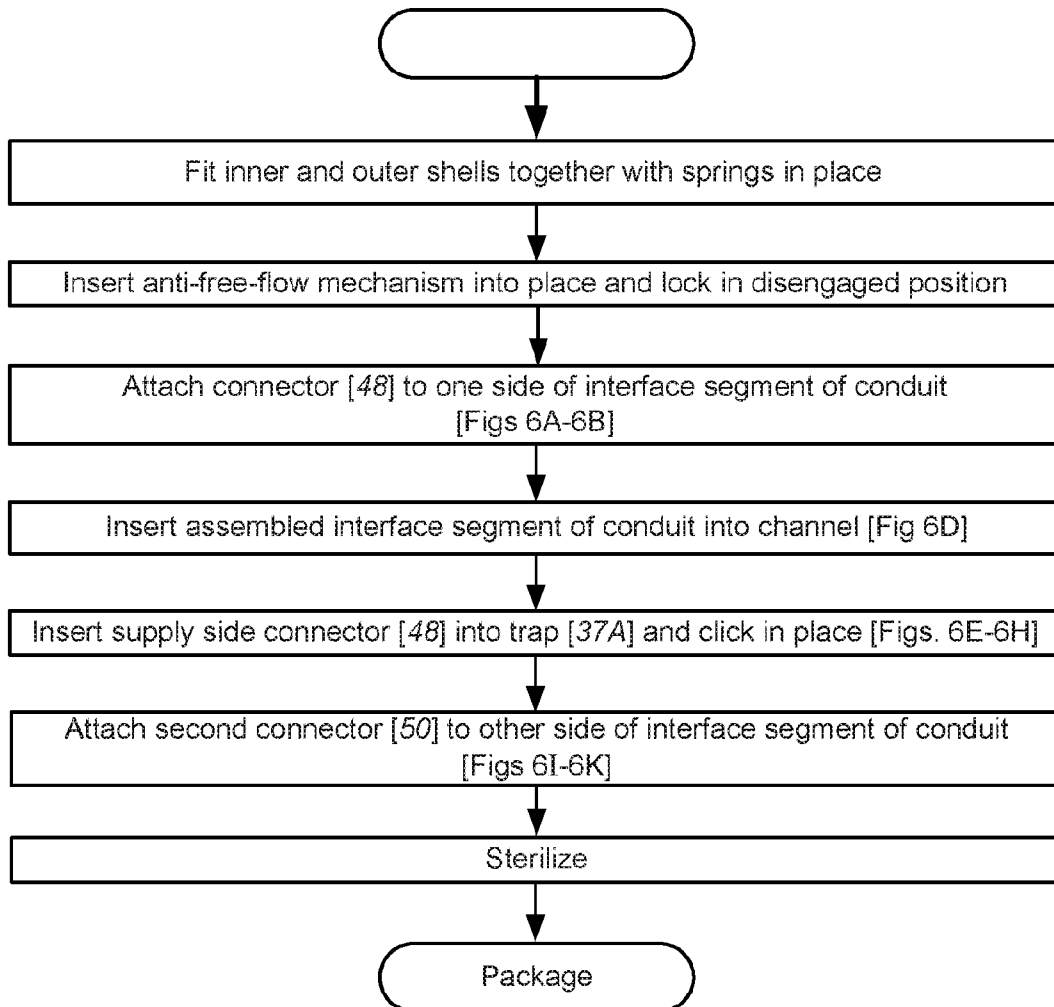 Fit inner and outer shells together with springs in place
Insert anti-free-flow mechanism into place and lock in disengaged position
Attach connector [48] to one side of interface segment of conduit
[Figs 6A-6B]
Insert assembled interface segment of conduit into channel [Fig 6D]
Insert supply side connector [48] into trap [37A] and click in place [Figs. 6E-6H]
Attach second connector [50] to other side of interface segment of conduit
[Figs 6I-6K]
Sterilize
Package